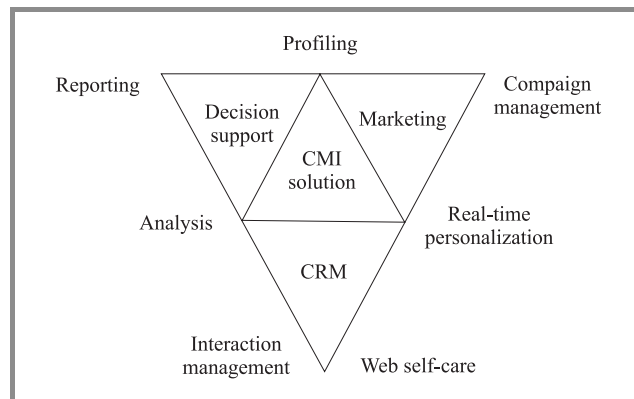 Profiling
Reporting
Compaign
management
Decision
support
Marketing
CMI
solution
Analysis
Real-time
personalization
CRM
Interaction
management
Web self-care